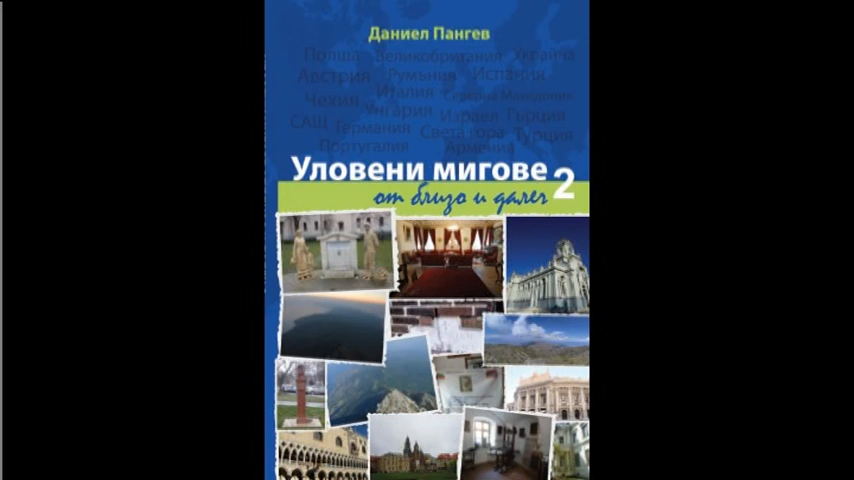 Даниел Пангев
Полша Великобритания Украйна
Австрия Румъния Испания
Италия
Чехия Северна Македония
Унгария
САЩ Израел Гърция
Германия Света гора Турция
Португалия Армения
Уловени мигове 2
от близо и далеч